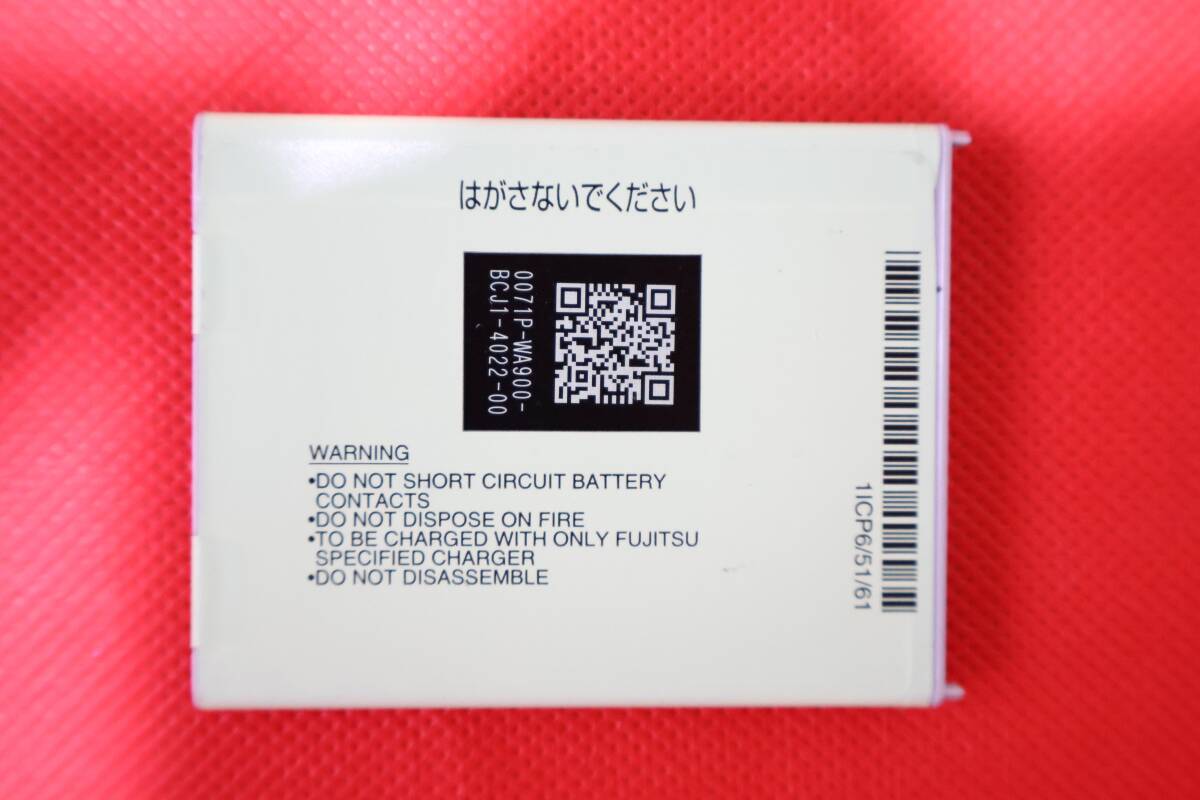 はがさないでください
0071P-WA900-
BCJ1-4022-00
WARNING
•DO NOT SHORT CIRCUIT BATTERY
CONTACTS
•DO NOT DISPOSE ON FIRE
•TO BE CHARGED WITH ONLY FUJITSU
SPECIFIED CHARGER
•DO NOT DISASSEMBLE
1ICP6/51/61